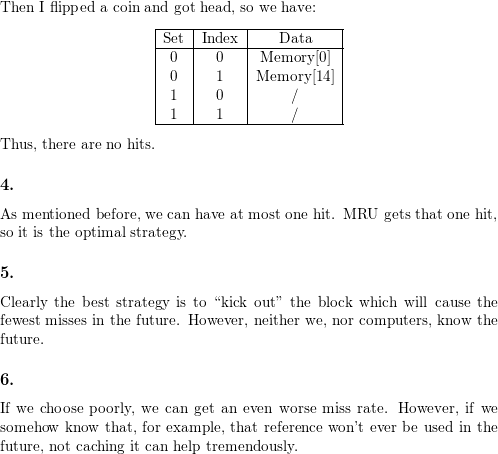 Then I flipped a coin and got head, so we have:
Set Index Data
0 0 Memory[0]
0 1 Memory[14]
1 0 /
1 1 /
Thus, there are no hits.
4.
As mentioned before, we can have at most one hit. MRU gets that one hit,
so it is the optimal strategy.
5.
Clearly the best strategy is to “kick out” the block which will cause the
fewest misses in the future. However, neither we, nor computers, know the
future.
6.
If we choose poorly, we can get an even worse miss rate. However, if we
somehow know that, for example, that reference won't ever be used in the
future, not caching it can help tremendously.